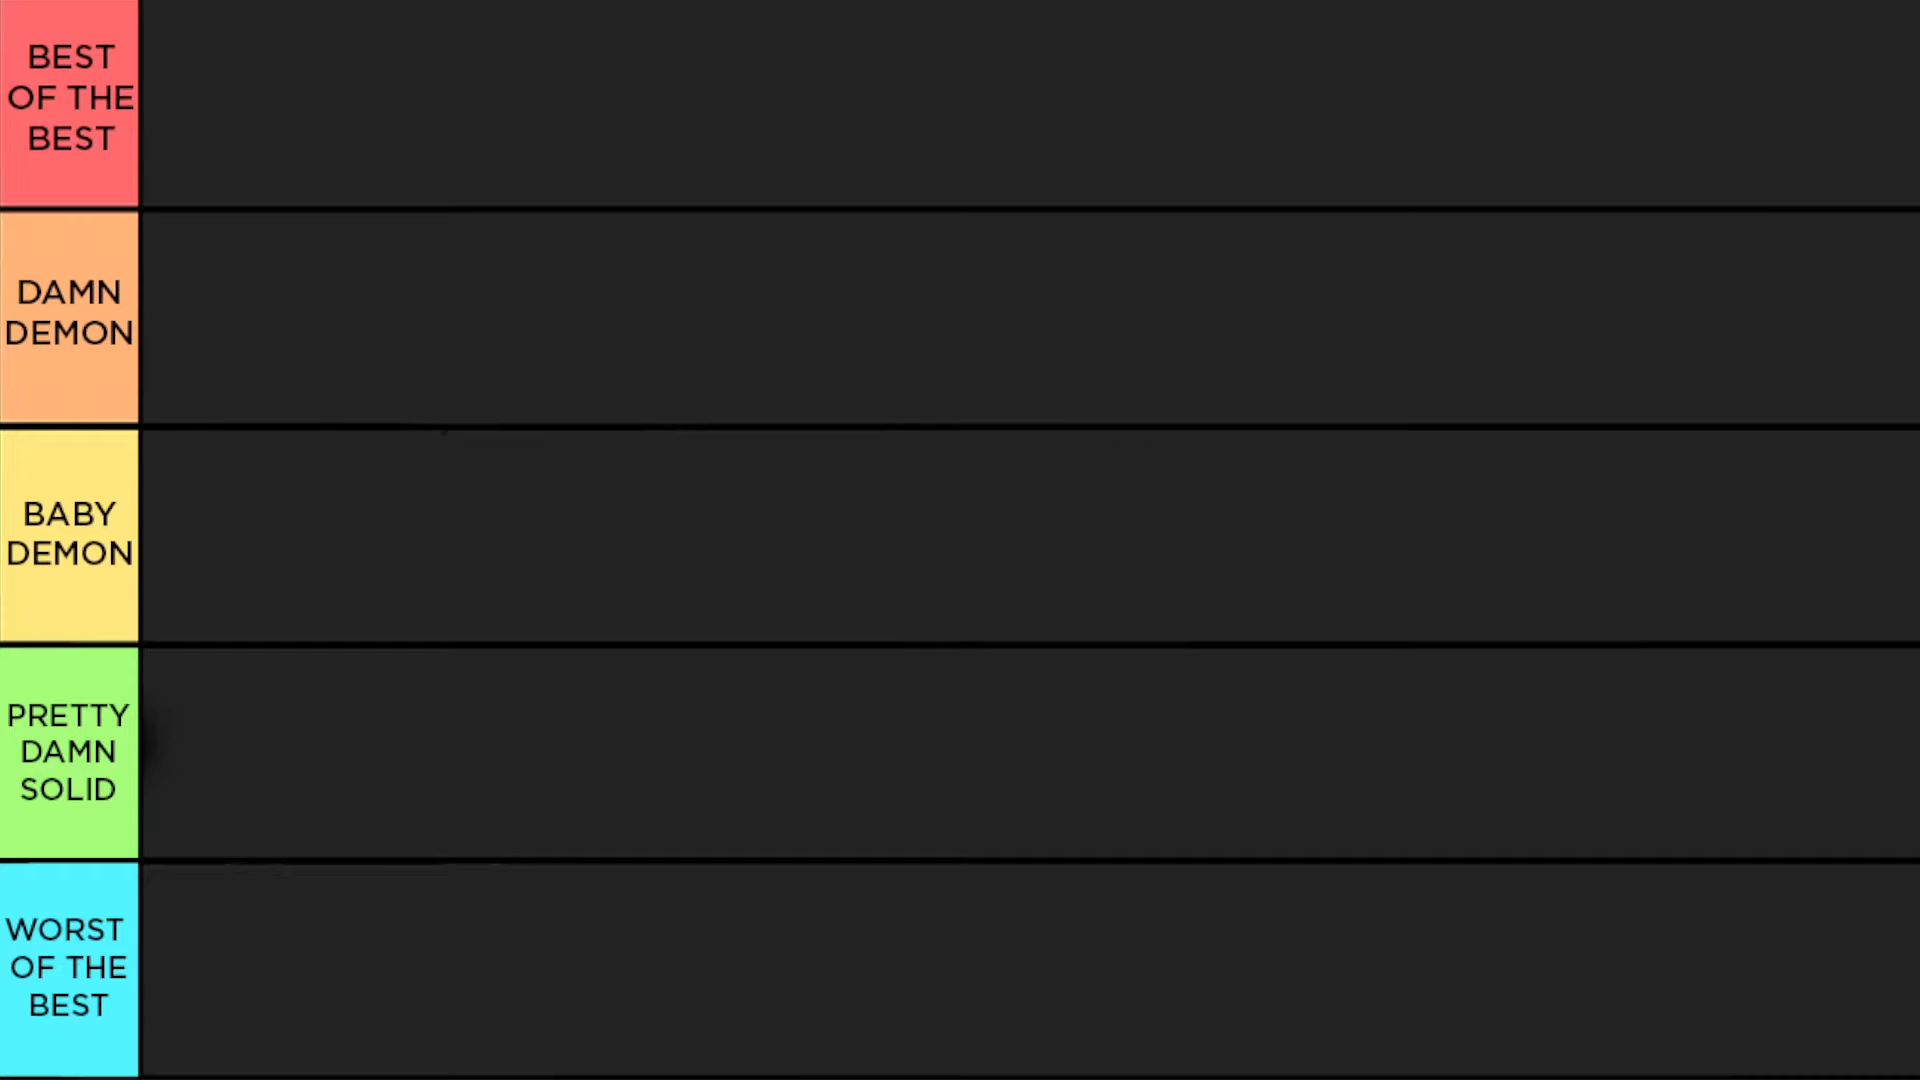 BEST
OF THE
BEST
DAMN
DEMON
BABY
DEMON
PRETTY
DAMN
SOLID
WORST
OF THE
BEST